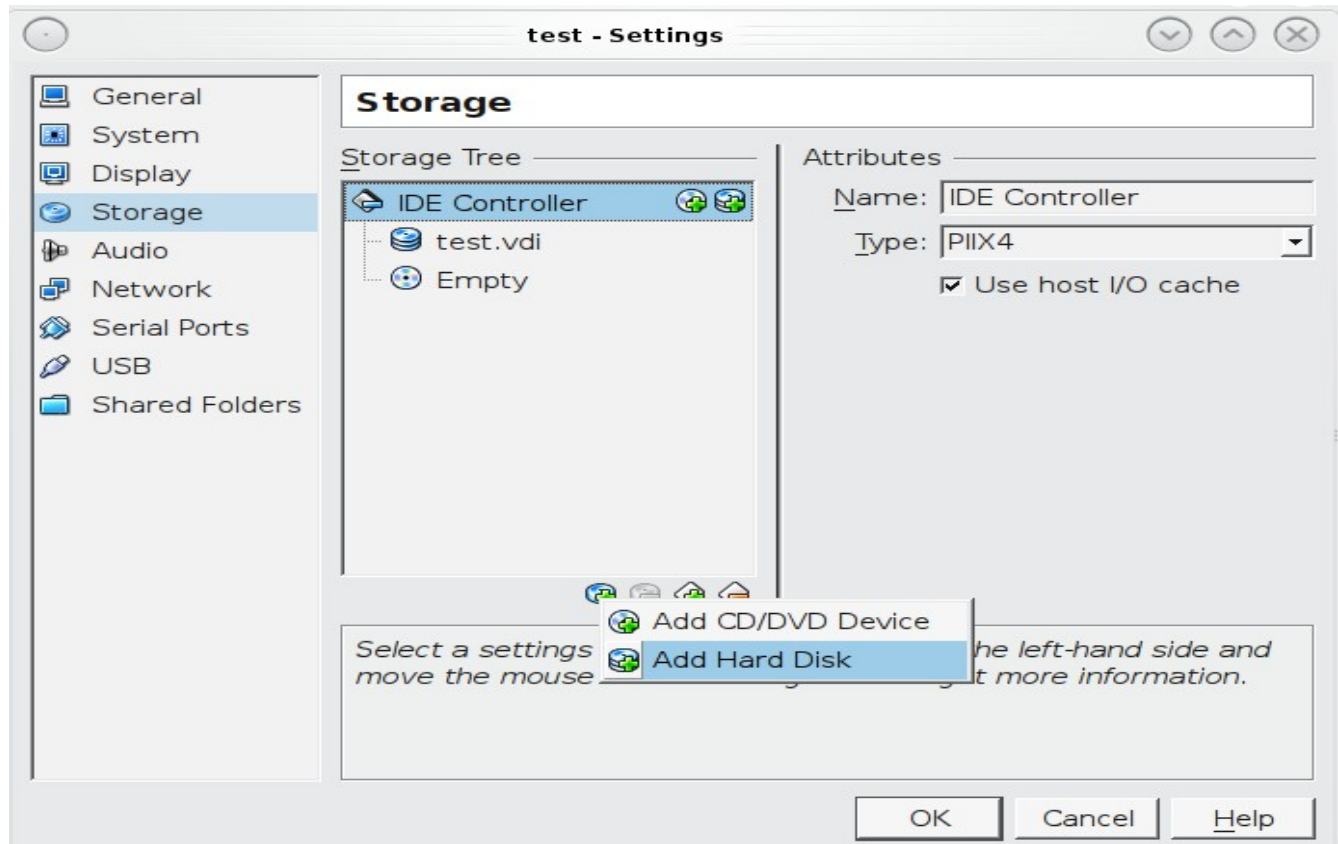 test - Settings
General
System
Display
Storage
Audio
Network
Serial Ports
USB
Shared Folders
Storage
Storage Tree
IDE Controller
test.vdi
Empty
Attributes
Name: IDE Controller
Type: PIIX4
Use host I/O cache
Add CD/DVD Device
Add Hard Disk
Select a settings he left-hand side and
move the mouse t more information.
OK Cancel Help